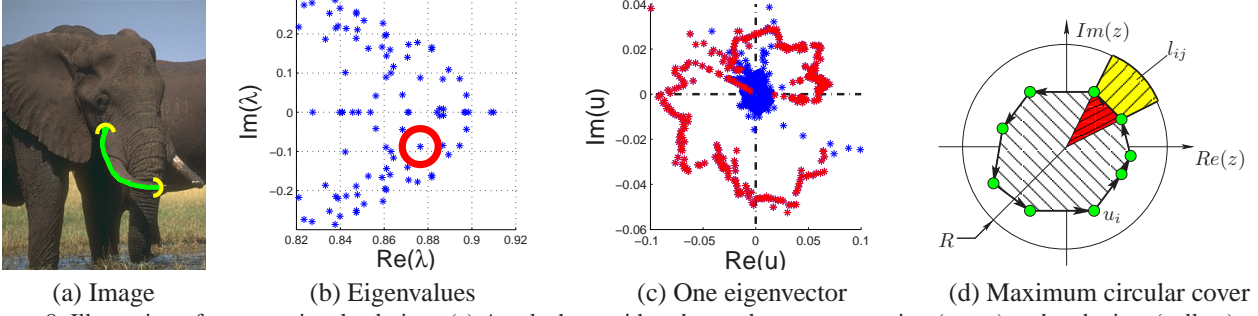 0.2
0.1
0
−0.1
−0.2
0.82 0.84 0.86 0.88 0.9 0.92
Im(λ)
Re(λ)
0.04
0.02
0
−0.02
−0.04
−0.06
−0.1 −0.05 0 0.05 0.1
Im(u)
Re(u)
Im(z)
l_{ij}
Re(z)
u_i
R
(a) Image
(b) Eigenvalues
(c) One eigenvector
(d) Maximum circular cover